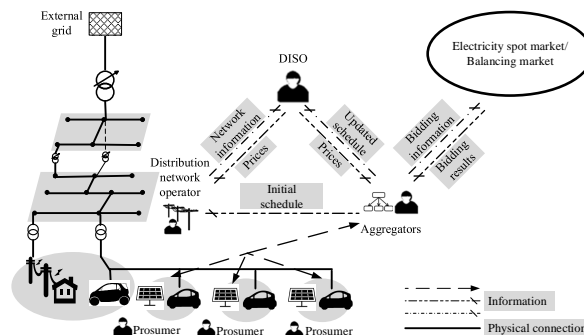 External
grid
DISO
Electricity spot market/
Balancing market
Network
information
Prices
Updated
schedule
Prices
Bidding
information
Bidding
results
Distribution
network
operator
Initial
schedule
Aggregators
Information
Physical connection
Prosumer
Prosumer
Prosumer